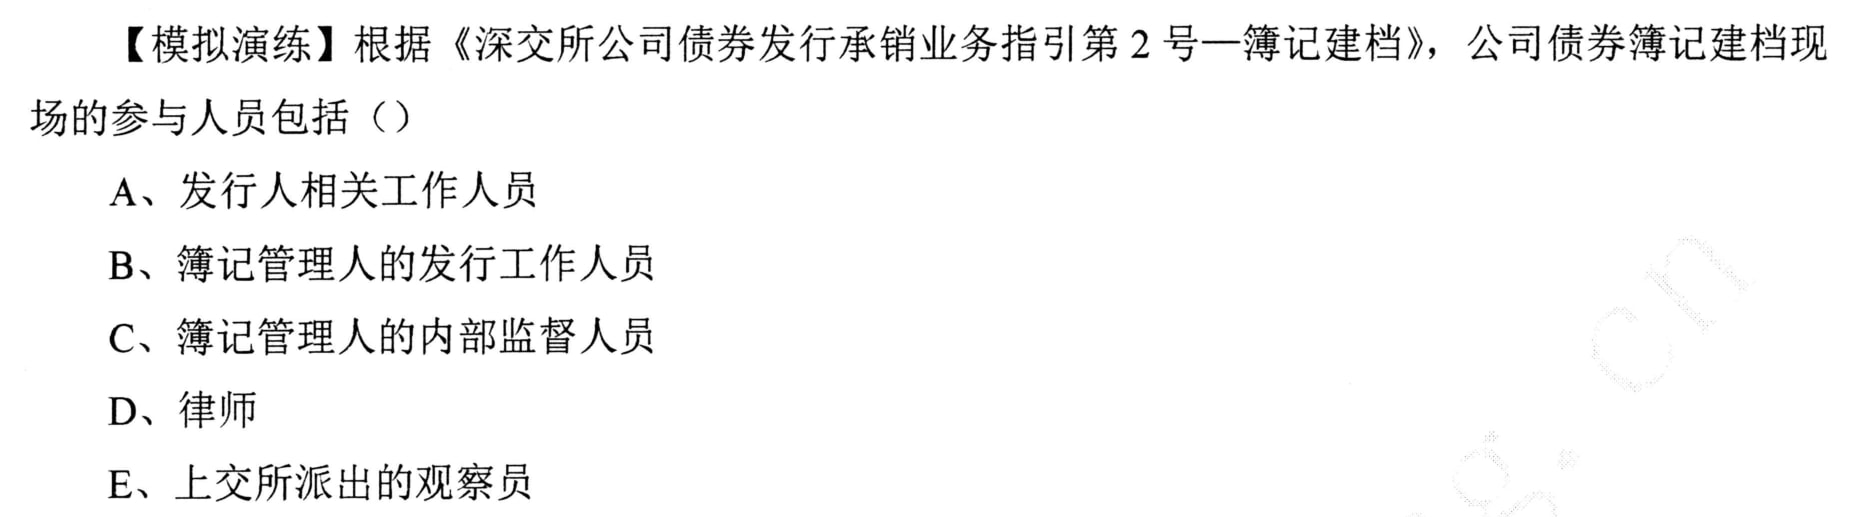 【模拟演练】根据《深交所公司债券发行承销业务指引第 2 号—簿记建档》，公司债券簿记建档现
场的参与人员包括（）
A、发行人相关工作人员
B、簿记管理人的发行工作人员
C、簿记管理人的内部监督人员
D、律师
E、上交所派出的观察员